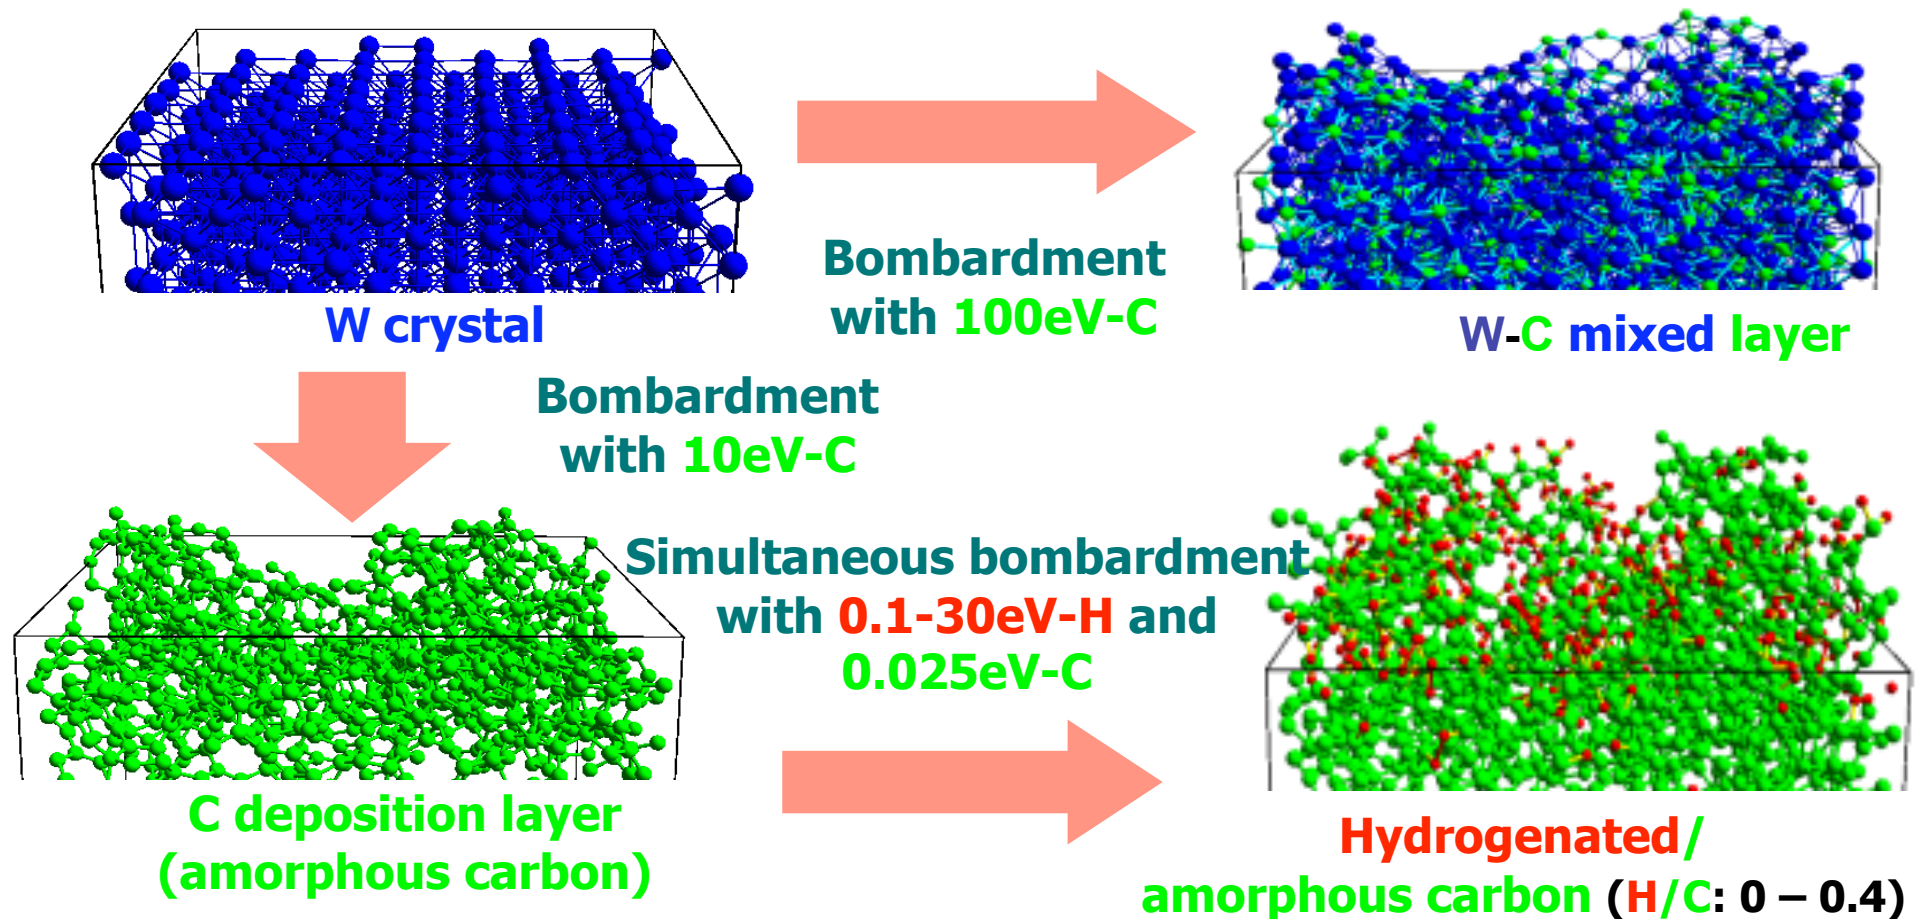 Bombardment
with 100eV-C
W crystal
W-C mixed layer
Bombardment
with 10eV-C
Simultaneous bombardment
with 0.1-30eV-H and
0.025eV-C
C deposition layer
(amorphous carbon)
Hydrogenated/
amorphous carbon (H/C: 0 – 0.4)